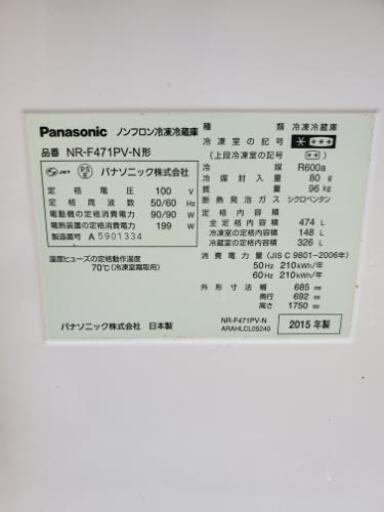 Panasonic ノンフロン冷凍冷蔵庫
品番 NR-F471PV-N形
JET PSE パナソニック株式会社
定格電圧 100 V
定格周波数 50/60 Hz
電動機の定格消費電力 90/90 W
電熱装置の定格消費電力 199 W
製造番号 A 5901334
温度ヒューズの定格動作温度
70℃(冷凍室霜取用)
パナソニック株式会社 日本製
種類 冷凍冷蔵庫
冷凍室の記号
(上段冷凍室の記号)
冷媒 R600a
冷媒封入量 80 g
質量 96 kg
断熱発泡ガス シクロペンタン
定格内容積
全定格内容積 474 L
冷凍室の定格内容積 148 L
冷蔵室の定格内容積 326 L
消費電力量 (JIS C 9801-2006年)
50Hz 210 kWh/年
60Hz 210 kWh/年
外形寸法 幅 685 mm
奥行 692 mm
高さ 1750 mm
NR-F471PV-N
ARAHLCL05240
2015 年製